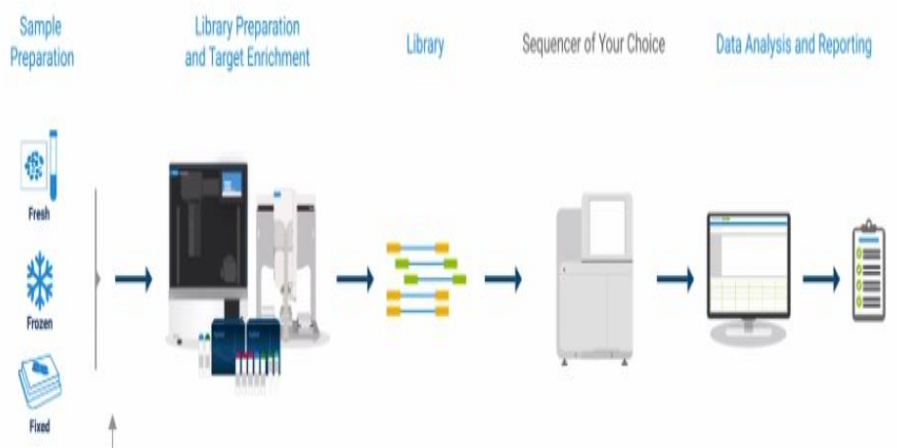 Sample
Preparation
Library Preparation
and Target Enrichment
Library
Sequencer of Your Choice
Data Analysis and Reporting
Fresh
Frozen
Fixed